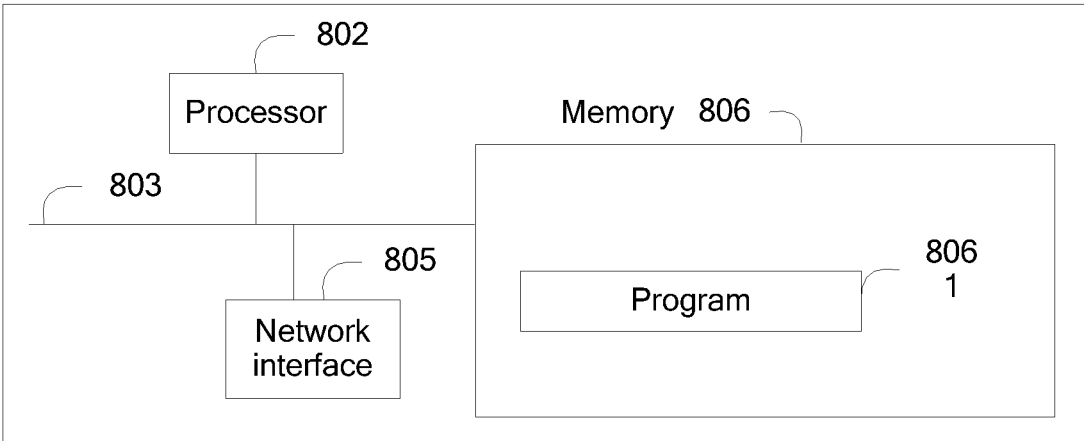 802
Processor
Memory 806
803
805
806
1
Program
Network
interface